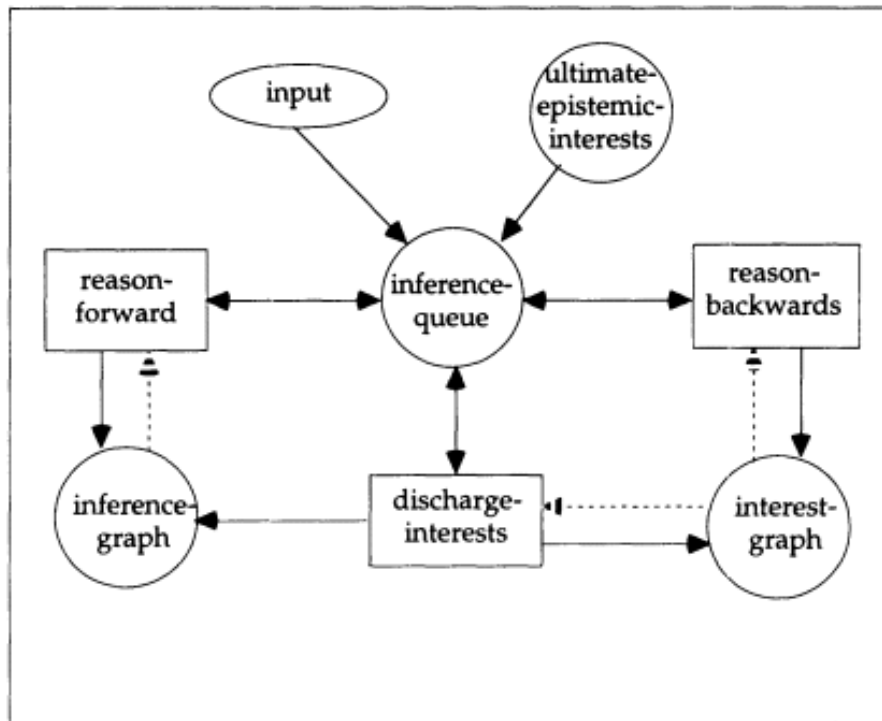 input
ultimate-
epistemic-
interests
reason-
forward
inference-
queue
reason-
backwards
inference-
graph
discharge-
interests
interest-
graph